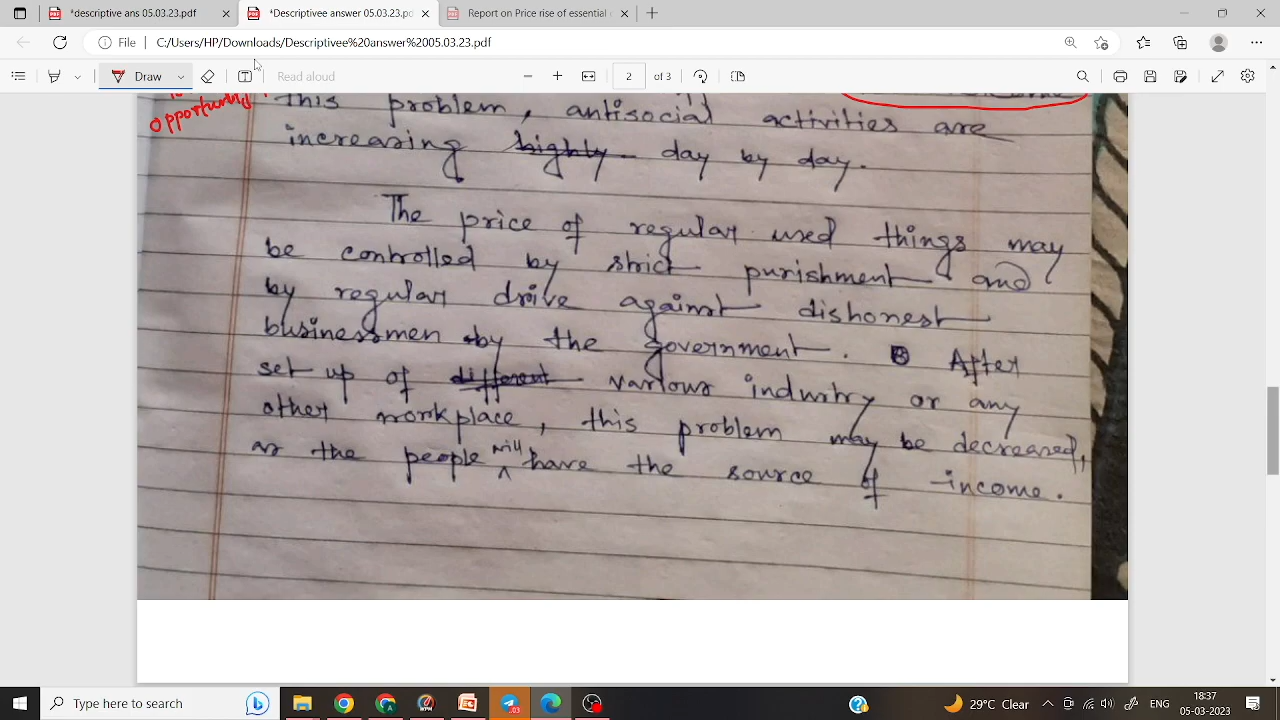 *descriptive ans 05.03.23.pdf
*Descriptive answer 05.03.23.pd
Report on Price rise of essential
File
C:/Users/HP/Downloads/Descriptivee%20answer%2005.03.23.pdf
Draw
Read aloud
2 of 3
opportunity
this problem, antisocial activities are
increasing highly day by day.
The price of regular used things may
be controlled by strict punishment and
by regular drive against dishonest
businessmen by the government. After
set up of different various industry or any
other workplace, this problem may be decreased,
as the people will have the source of income.
Type here to search
03
29°C Clear
ENG
18:37
05-03-2023